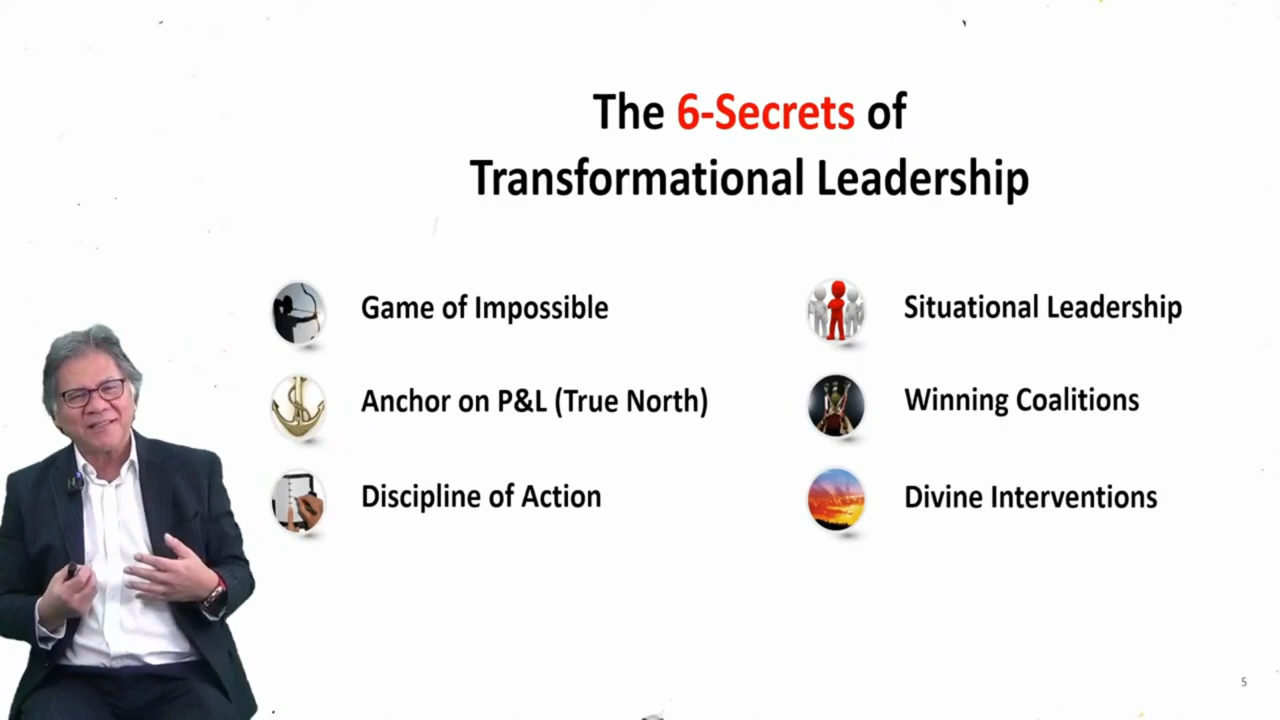 The 6-Secrets of
Transformational Leadership
Game of Impossible
Anchor on P&L (True North)
Discipline of Action
Situational Leadership
Winning Coalitions
Divine Interventions
5